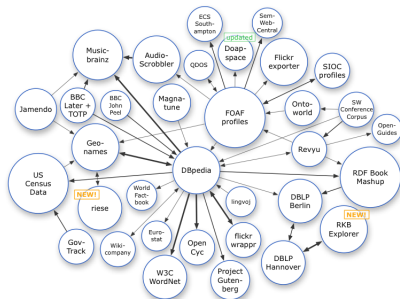 ECS
South-
ampton
Sem-
Web-
Central
updated
Doap-
space
Music-
brainz
Audio-
Scrobbler
QDOS
Flickr
exporter
SIOC
profiles
BBC
Later +
TOTP
BBC
John
Peel
Jamendo
Magna-
tune
FOAF
profiles
Onto-
world
SW
Conference
Corpus
Open-
Guides
Geo-
names
Revyu
US
Census
Data
DBpedia
RDF Book
Mashup
NEW!
riese
World
Fact-
book
lingvoj
DBLP
Berlin
NEW!
RKB
Explorer
Gov-
Track
Wiki-
company
Euro-
stat
Open
Cyc
flickr
wrappr
W3C
WordNet
Project
Guten-
berg
DBLP
Hannover